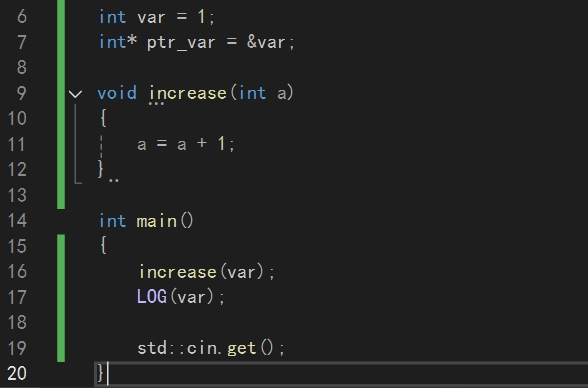 6 int var = 1;
7 int* ptr_var = &var;
8
9 void increase(int a)
10 {
11 a = a + 1;
12 }
13
14 int main()
15 {
16 increase(var);
17 LOG(var);
18
19 std::cin.get();
20 }